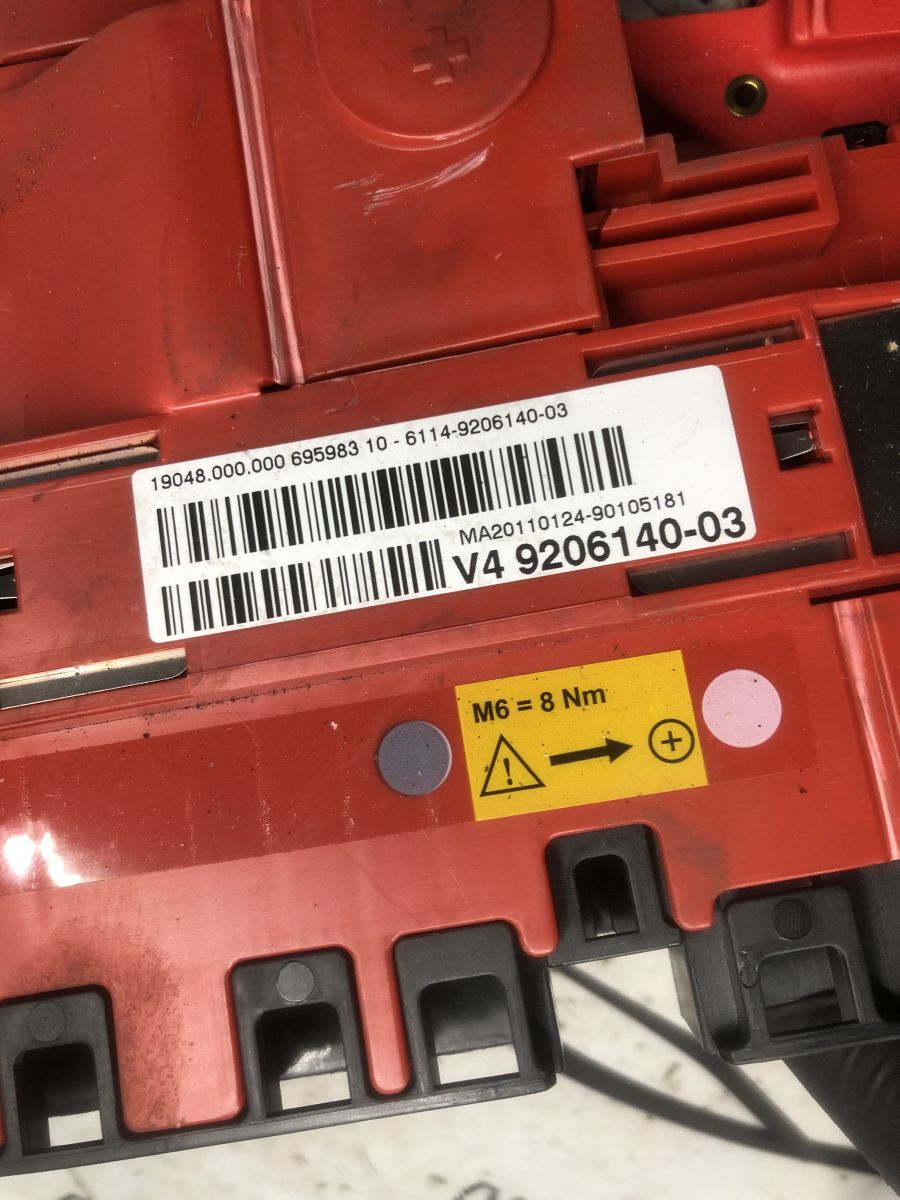 19048.000.000 695983 10 - 6114-9206140-03
MA20110124-90105181
V4 9206140-03
M6 = 8 Nm